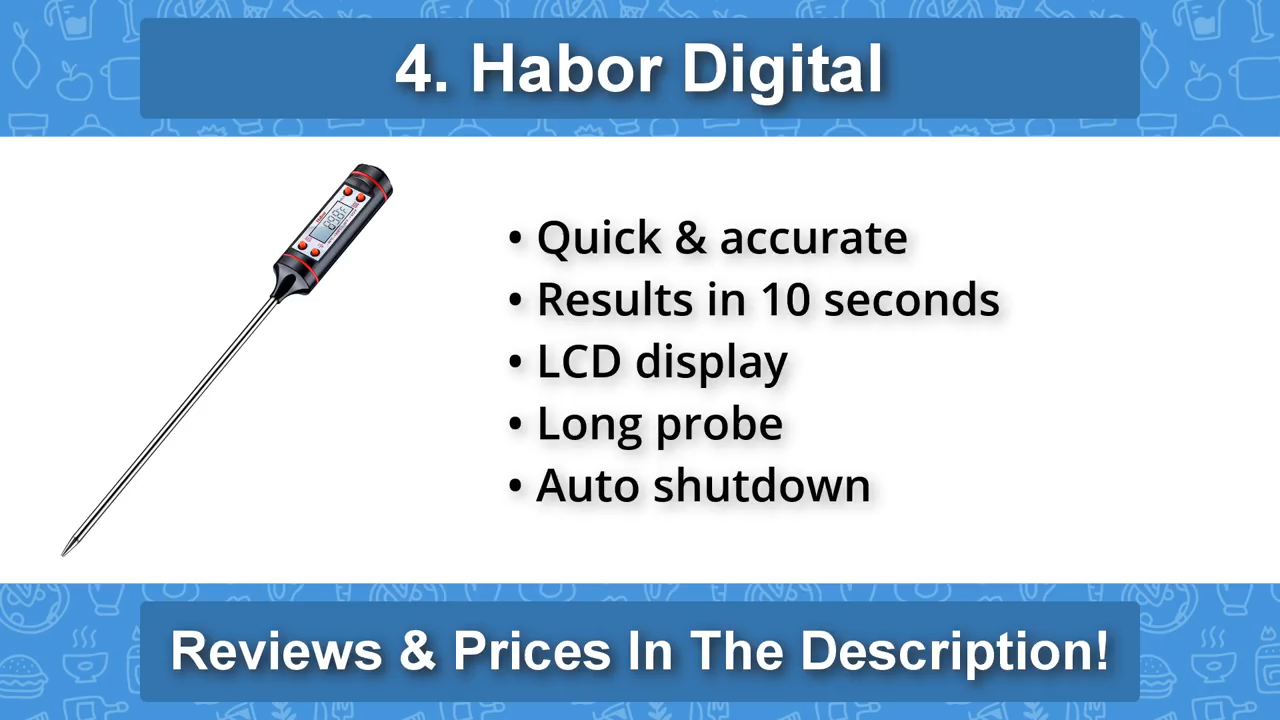 4. Habor Digital
• Quick & accurate
• Results in 10 seconds
• LCD display
• Long probe
• Auto shutdown
Reviews & Prices In The Description!